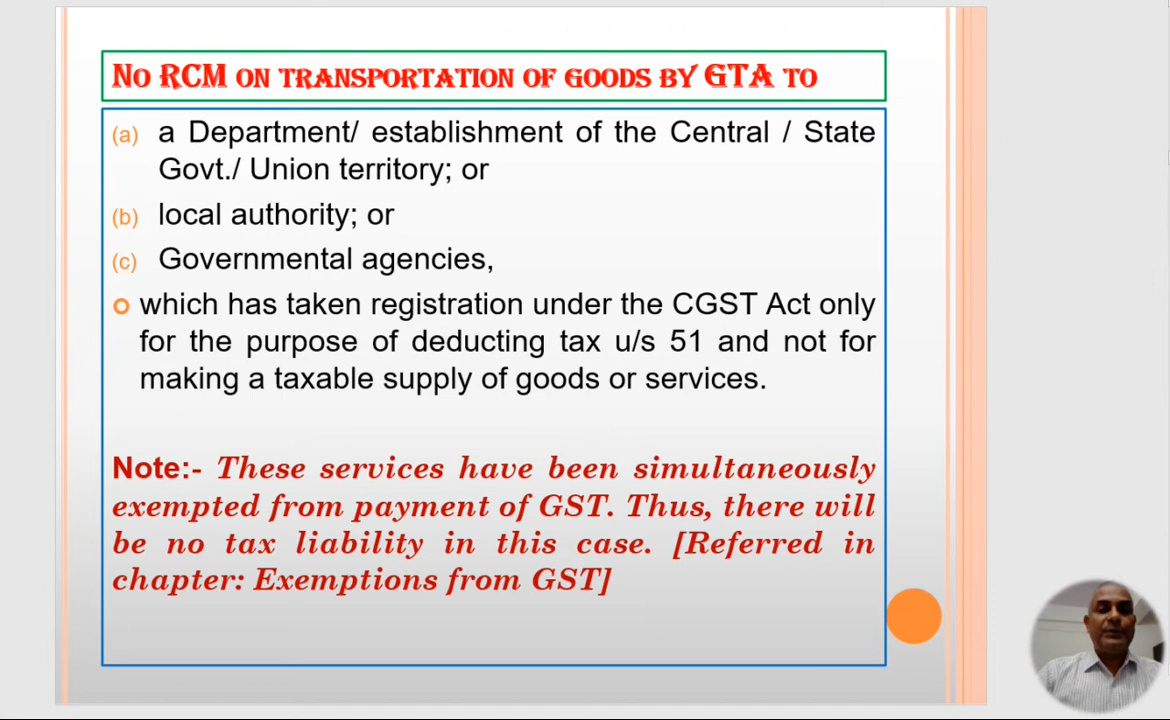 NO RCM ON TRANSPORTATION OF GOODS BY GTA TO
(a) a Department/ establishment of the Central / State
Govt./ Union territory; or
(b) local authority; or
(c) Governmental agencies,
which has taken registration under the CGST Act only
for the purpose of deducting tax u/s 51 and not for
making a taxable supply of goods or services.
Note:- These services have been simultaneously
exempted from payment of GST. Thus, there will
be no tax liability in this case. [Referred in
chapter: Exemptions from GST]